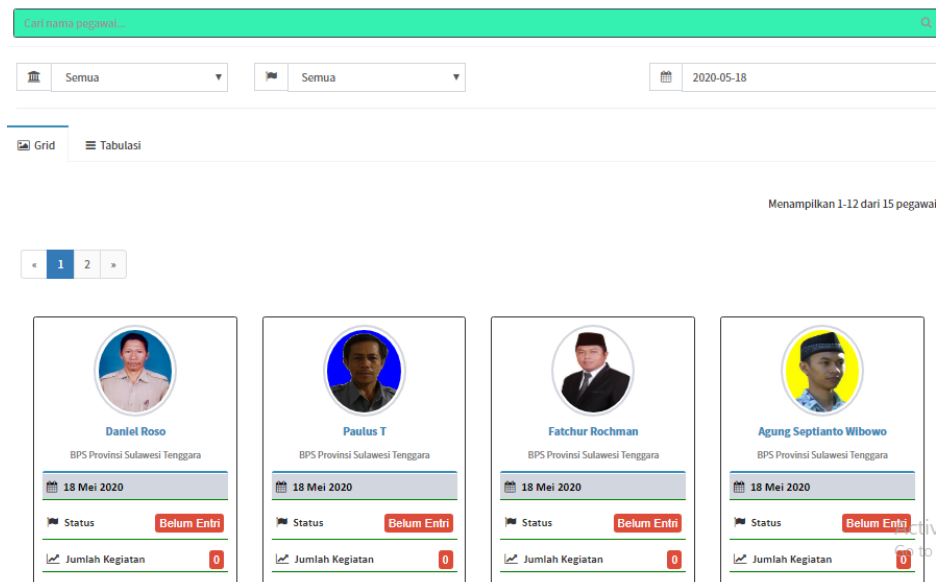 Cari nama pegawai...
Semua Semua 2020-05-18
Grid Tabulasi
Menampilkan 1-12 dari 15 pegawai
« 1 2 »
Daniel Roso Paulus T Fatchur Rochman Agung Septianto Wibowo
BPS Provinsi Sulawesi Tenggara BPS Provinsi Sulawesi Tenggara BPS Provinsi Sulawesi Tenggara BPS Provinsi Sulawesi Tenggara
18 Mei 2020 18 Mei 2020 18 Mei 2020 18 Mei 2020
Status Belum Entri Status Belum Entri Status Belum Entri Status Belum Entri
Jumlah Kegiatan 0 Jumlah Kegiatan 0 Jumlah Kegiatan 0 Jumlah Kegiatan 0
Go to